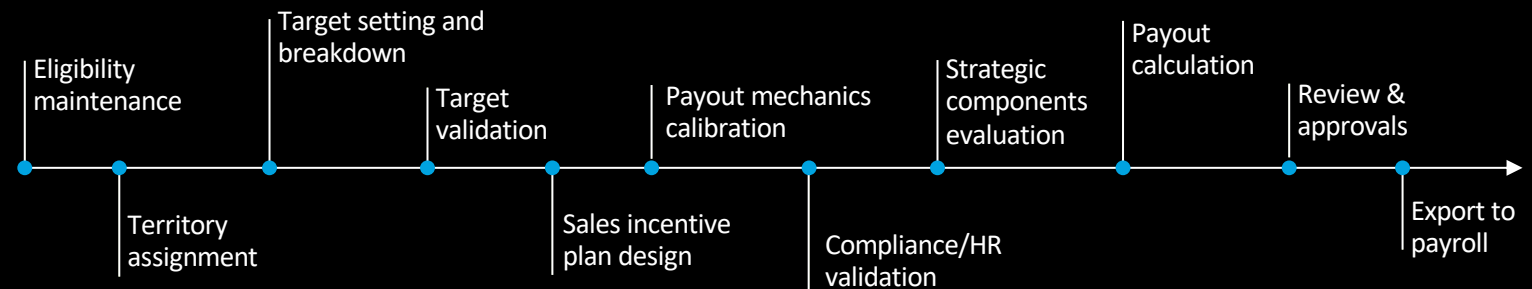 Eligibility
maintenance
Territory
assignment
Target setting and
breakdown
Target
validation
Sales incentive
plan design
Payout mechanics
calibration
Compliance/HR
validation
Strategic
components
evaluation
Payout
calculation
Review &
approvals
Export to
payroll